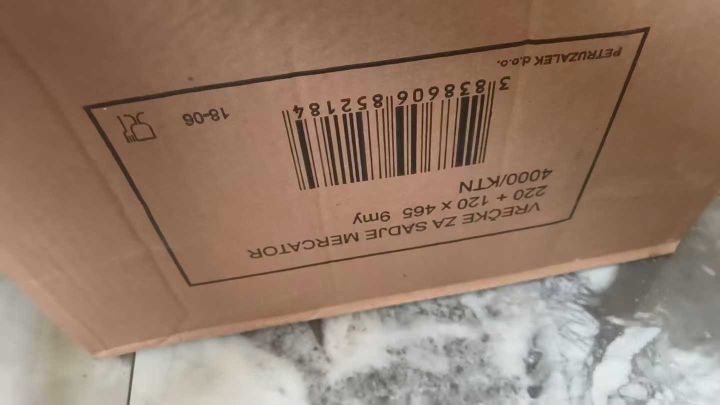 VREČKE ZA SADJE MERCATOR
220 + 120 x 465 9my
4000/KTN
3 838606 852184
18-06
PETRUZALEK d.o.o.